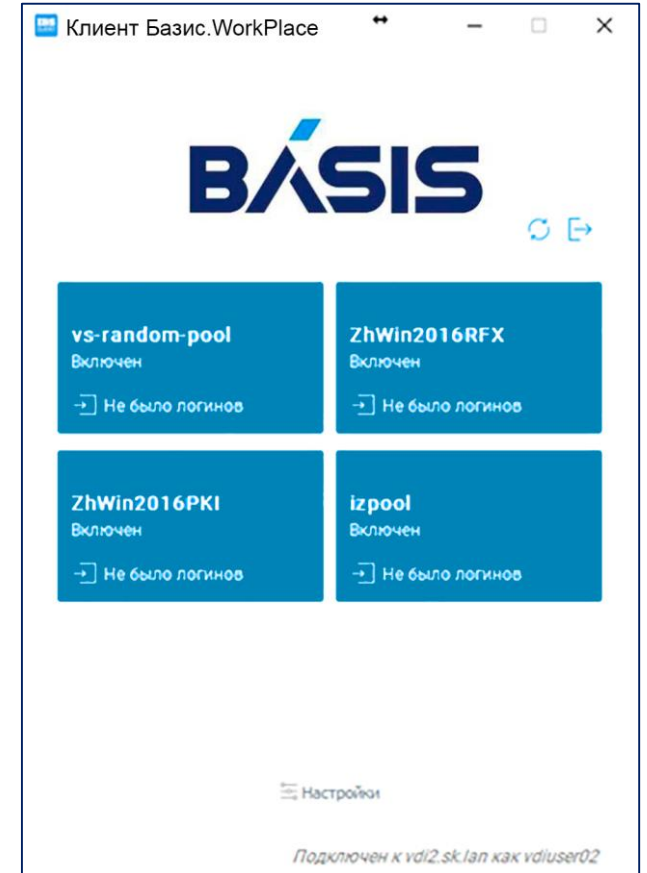 Клиент Базис.WorkPlace
BÁSIS
vs-random-pool
Включен
Не было логинов
ZhWin2016RFX
Включен
Не было логинов
ZhWin2016PKI
Включен
Не было логинов
izpool
Включен
Не было логинов
Настройки
Подключен к vdi2.sk.lan как vdiuser02